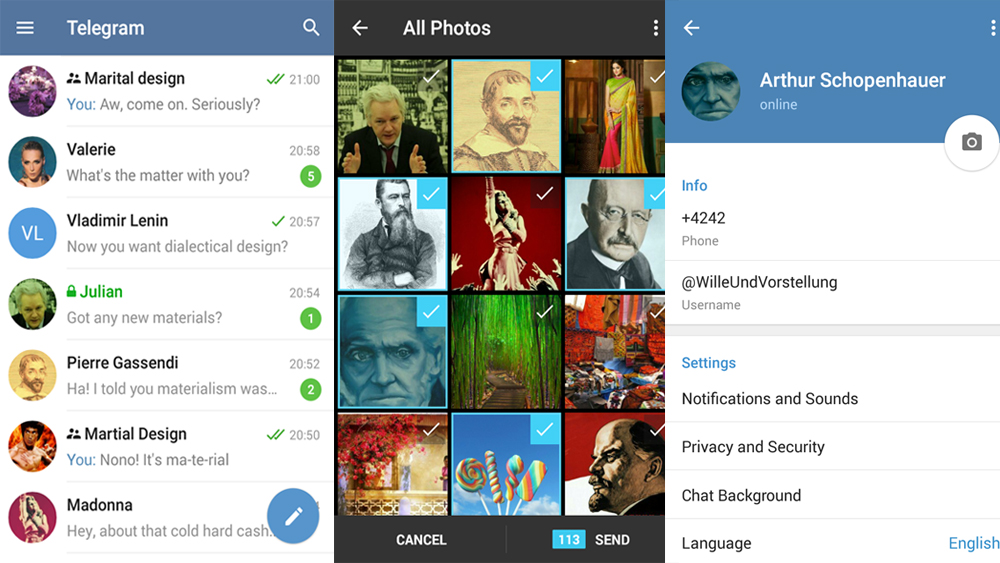 Telegram
Marital design
21:00
You: Aw, come on. Seriously?
Valerie
20:58
What's the matter with you?
5
VL
Vladimir Lenin
20:57
Now you want dialectical design?
Julian
20:54
Got any new materials?
1
Pierre Gassendi
20:52
Ha! I told you materialism was...
2
Martial Design
20:50
You: Nono! It's ma-te-rial
Madonna
Hey, about that cold hard cash...
All Photos
CANCEL
113 SEND
Arthur Schopenhauer
online
Info
+4242
Phone
@WilleUndVorstellung
Username
Settings
Notifications and Sounds
Privacy and Security
Chat Background
Language
English